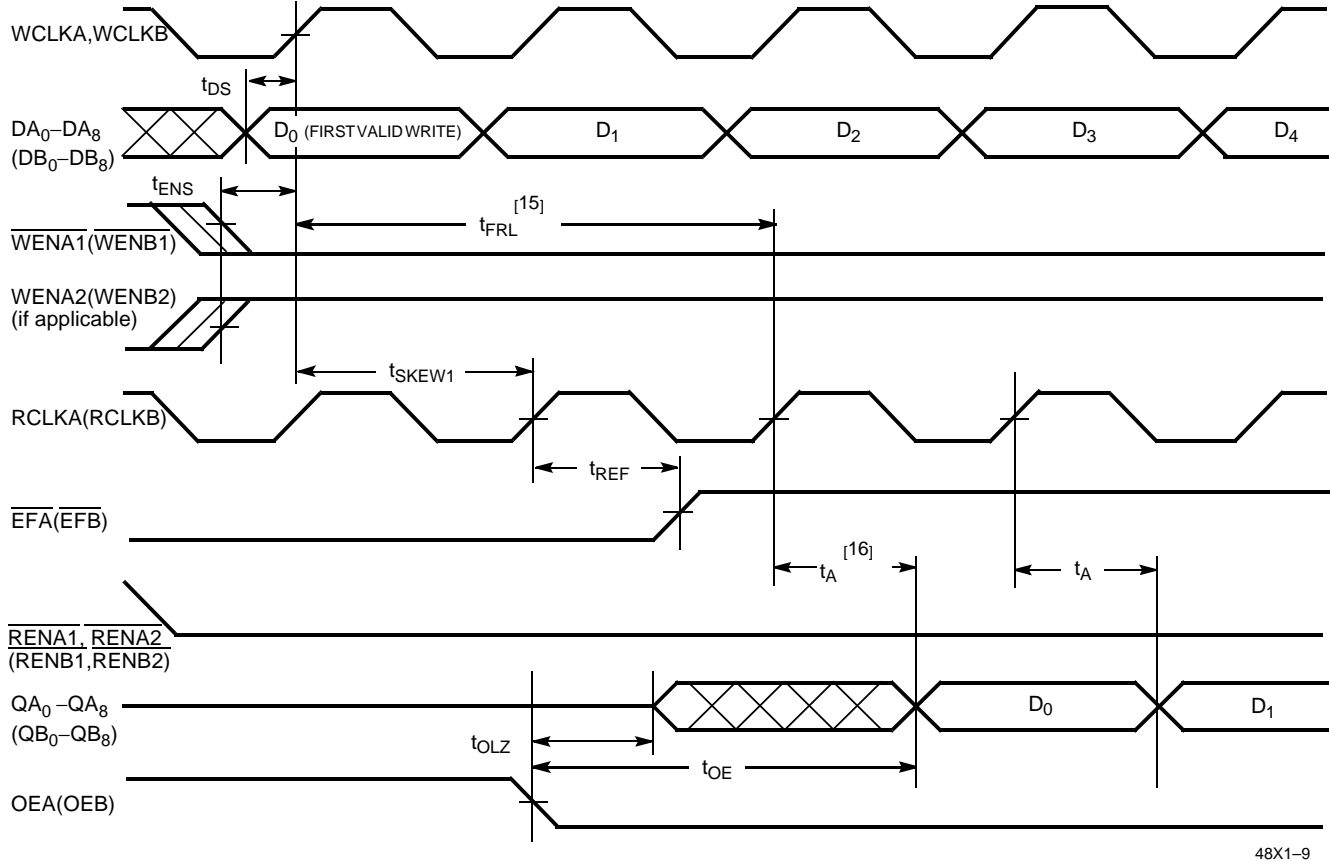 WCLKA,WCLKB
tDS
DA0–DA8
(DB0–DB8)
D0 (FIRST VALID WRITE)
D1
D2
D3
D4
tENS
tFRL [15]
WENA1(WENB1)
WENA2(WENB2)
(if applicable)
tSKEW1
RCLKA(RCLKB)
tREF
EFA(EFB)
tA [16]
tA
RENA1, RENA2
(RENB1,RENB2)
QA0 –QA8
(QB0–QB8)
D0
D1
tOLZ
tOE
OEA(OEB)
48X1–9